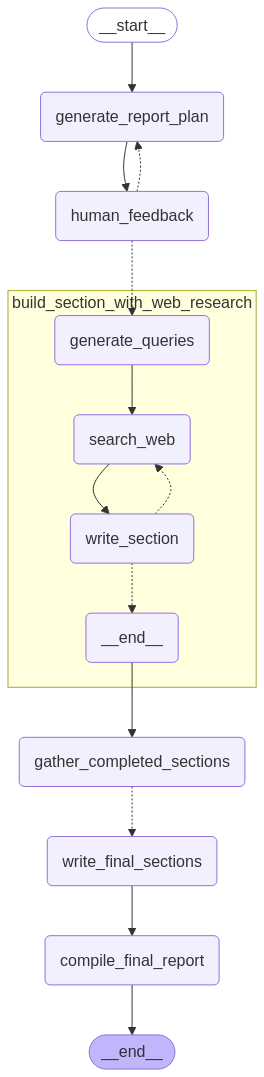 __start__
generate_report_plan
human_feedback
build_section_with_web_research
generate_queries
search_web
write_section
__end__
gather_completed_sections
write_final_sections
compile_final_report
__end__